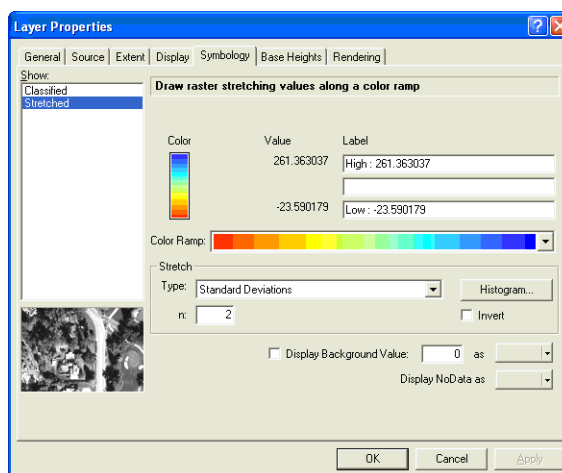 Layer Properties
General Source Extent Display Symbology Base Heights Rendering
Show:
Classified
Stretched
Draw raster stretching values along a color ramp
Color Value Label
261.363037 High : 261.363037
-23.590179 Low : -23.590179
Color Ramp:
Stretch
Type: Standard Deviations Histogram...
n: 2 Invert
Display Background Value: 0 as
Display NoData as
OK Cancel Apply